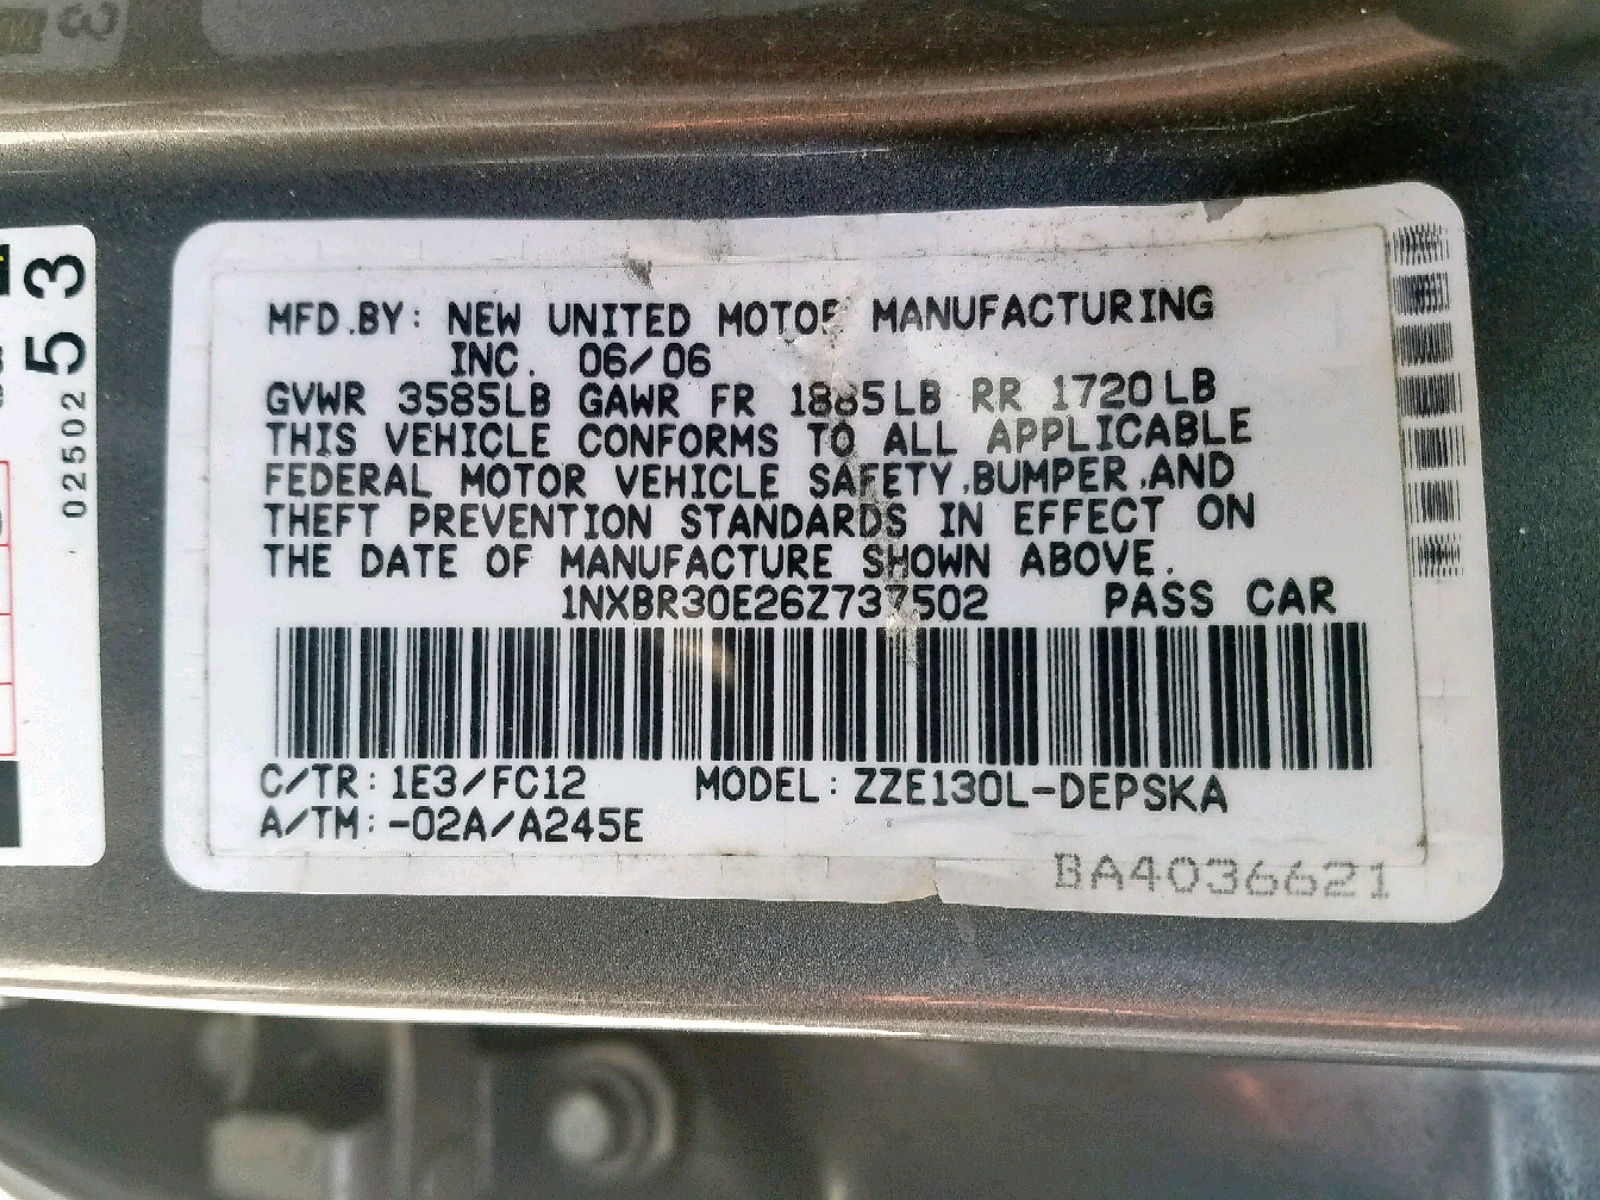 MFD.BY: NEW UNITED MOTOR MANUFACTURING
INC. 06/06
GVWR 3585LB GAWR FR 1885LB RR 1720LB
THIS VEHICLE CONFORMS TO ALL APPLICABLE
FEDERAL MOTOR VEHICLE SAFETY,BUMPER,AND
THEFT PREVENTION STANDARDS IN EFFECT ON
THE DATE OF MANUFACTURE SHOWN ABOVE.
1NXBR30E26Z737502 PASS CAR
C/TR: 1E3/FC12 MODEL: ZZE130L-DEPSKA
A/TM: -02A/A245E
BA4036621
53
02502